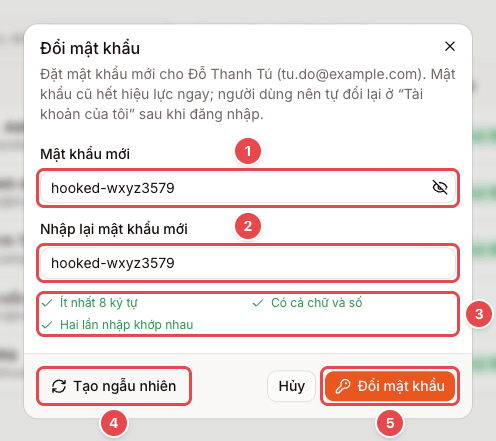 Đổi mật khẩu
Đặt mật khẩu mới cho Đỗ Thanh Tú (tu.do@example.com). Mật
khẩu cũ hết hiệu lực ngay; người dùng nên tự đổi lại ở “Tài
khoản của tôi” sau khi đăng nhập.
Mật khẩu mới
1
hooked-wxyz3579
Nhập lại mật khẩu mới
2
hooked-wxyz3579
Ít nhất 8 ký tự
Có cả chữ và số
3
Hai lần nhập khớp nhau
Tạo ngẫu nhiên
Hủy
Đổi mật khẩu
4
5